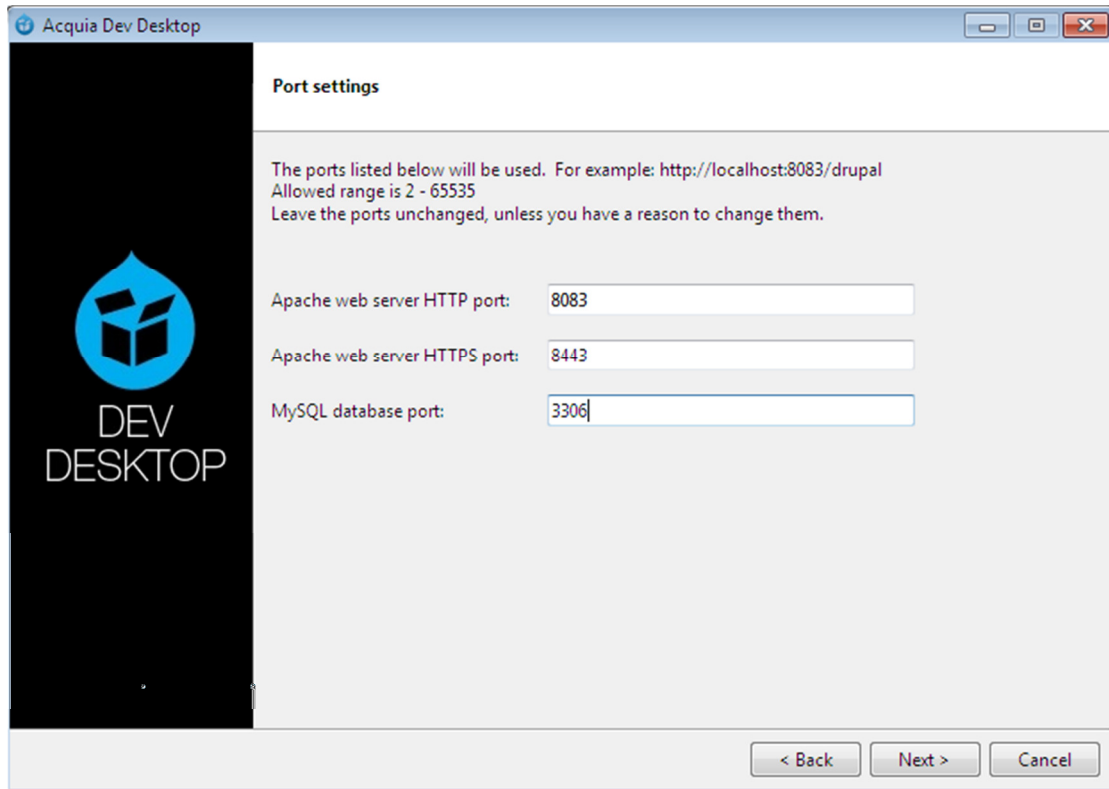 Acquia Dev Desktop
Port settings
The ports listed below will be used.  For example: http://localhost:8083/drupal
Allowed range is 2 - 65535
Leave the ports unchanged, unless you have a reason to change them.
Apache web server HTTP port: 8083
Apache web server HTTPS port: 8443
MySQL database port: 3306
DEV
DESKTOP
< Back Next > Cancel